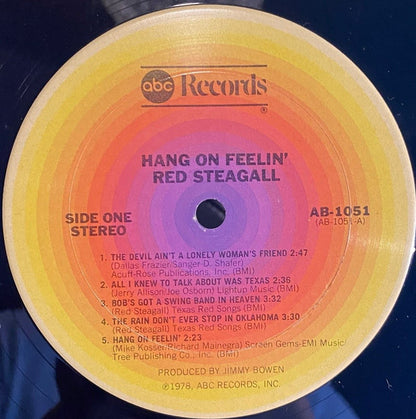 abc Records
®
HANG ON FEELIN'
RED STEAGALL
SIDE ONE
STEREO
AB-1051
(AB-1051-A)
1. THE DEVIL AIN'T A LONELY WOMAN'S FRIEND 2:47
(Dallas Frazier/Sanger-D. Shafer)
Acuff-Rose Publications, Inc. (BMI)
2. ALL I KNEW TO TALK ABOUT WAS TEXAS 2:36
(Jerry Allison/Joe Osborn) Lightun Music (BMI)
3. BOB'S GOT A SWING BAND IN HEAVEN 3:32
(Red Steagall) Texas Red Songs (BMI)
4. THE RAIN DON'T EVER STOP IN OKLAHOMA 3:30
(Red Steagall) Texas Red Songs (BMI)
5. HANG ON FEELIN' 2:23
(Mike Kosser/Richard Mainegra) Screen Gems-EMI Music/
Tree Publishing Co., Inc. (BMI)
PRODUCED BY JIMMY BOWEN
℗1978, ABC RECORDS, INC.